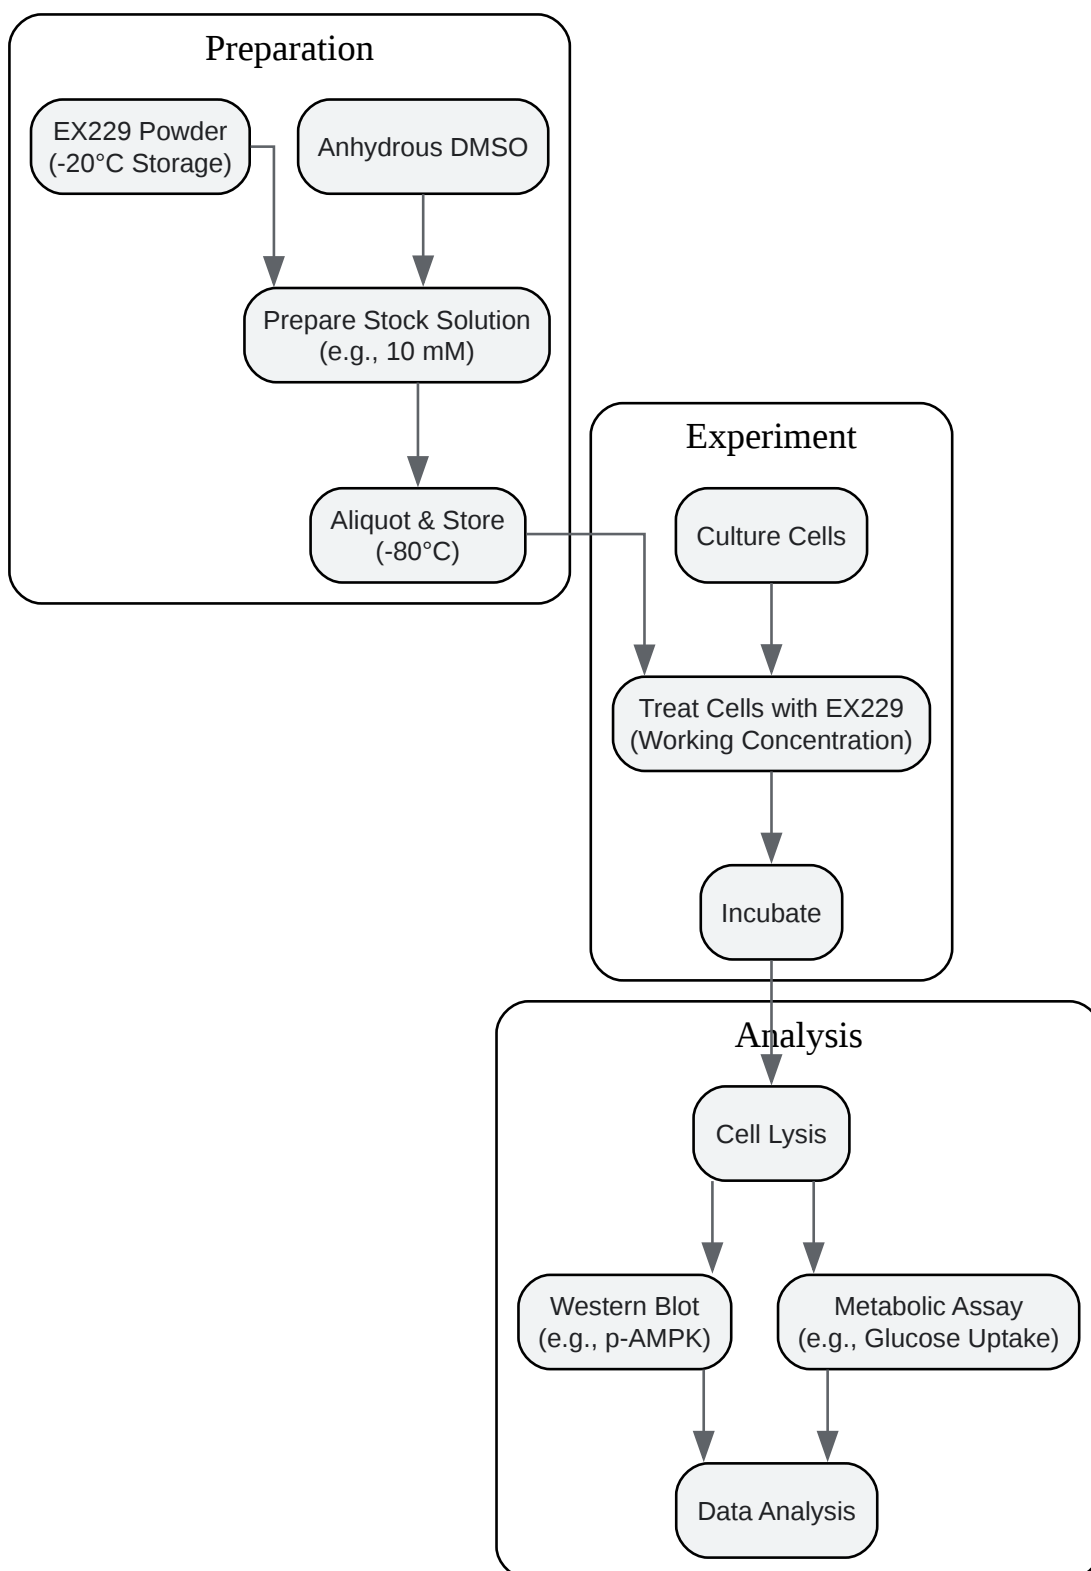 Preparation
EX229 Powder
(-20°C Storage)
Anhydrous DMSO
Prepare Stock Solution
(e.g., 10 mM)
Aliquot & Store
(-80°C)
Experiment
Culture Cells
Treat Cells with EX229
(Working Concentration)
Incubate
Analysis
Cell Lysis
Western Blot
(e.g., p-AMPK)
Metabolic Assay
(e.g., Glucose Uptake)
Data Analysis